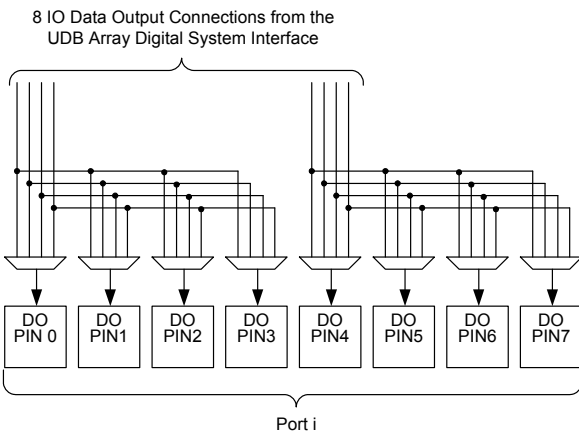 8 IO Data Output Connections from the
UDB Array Digital System Interface
DO
PIN 0
DO
PIN1
DO
PIN2
DO
PIN3
DO
PIN4
DO
PIN5
DO
PIN6
DO
PIN7
Port i